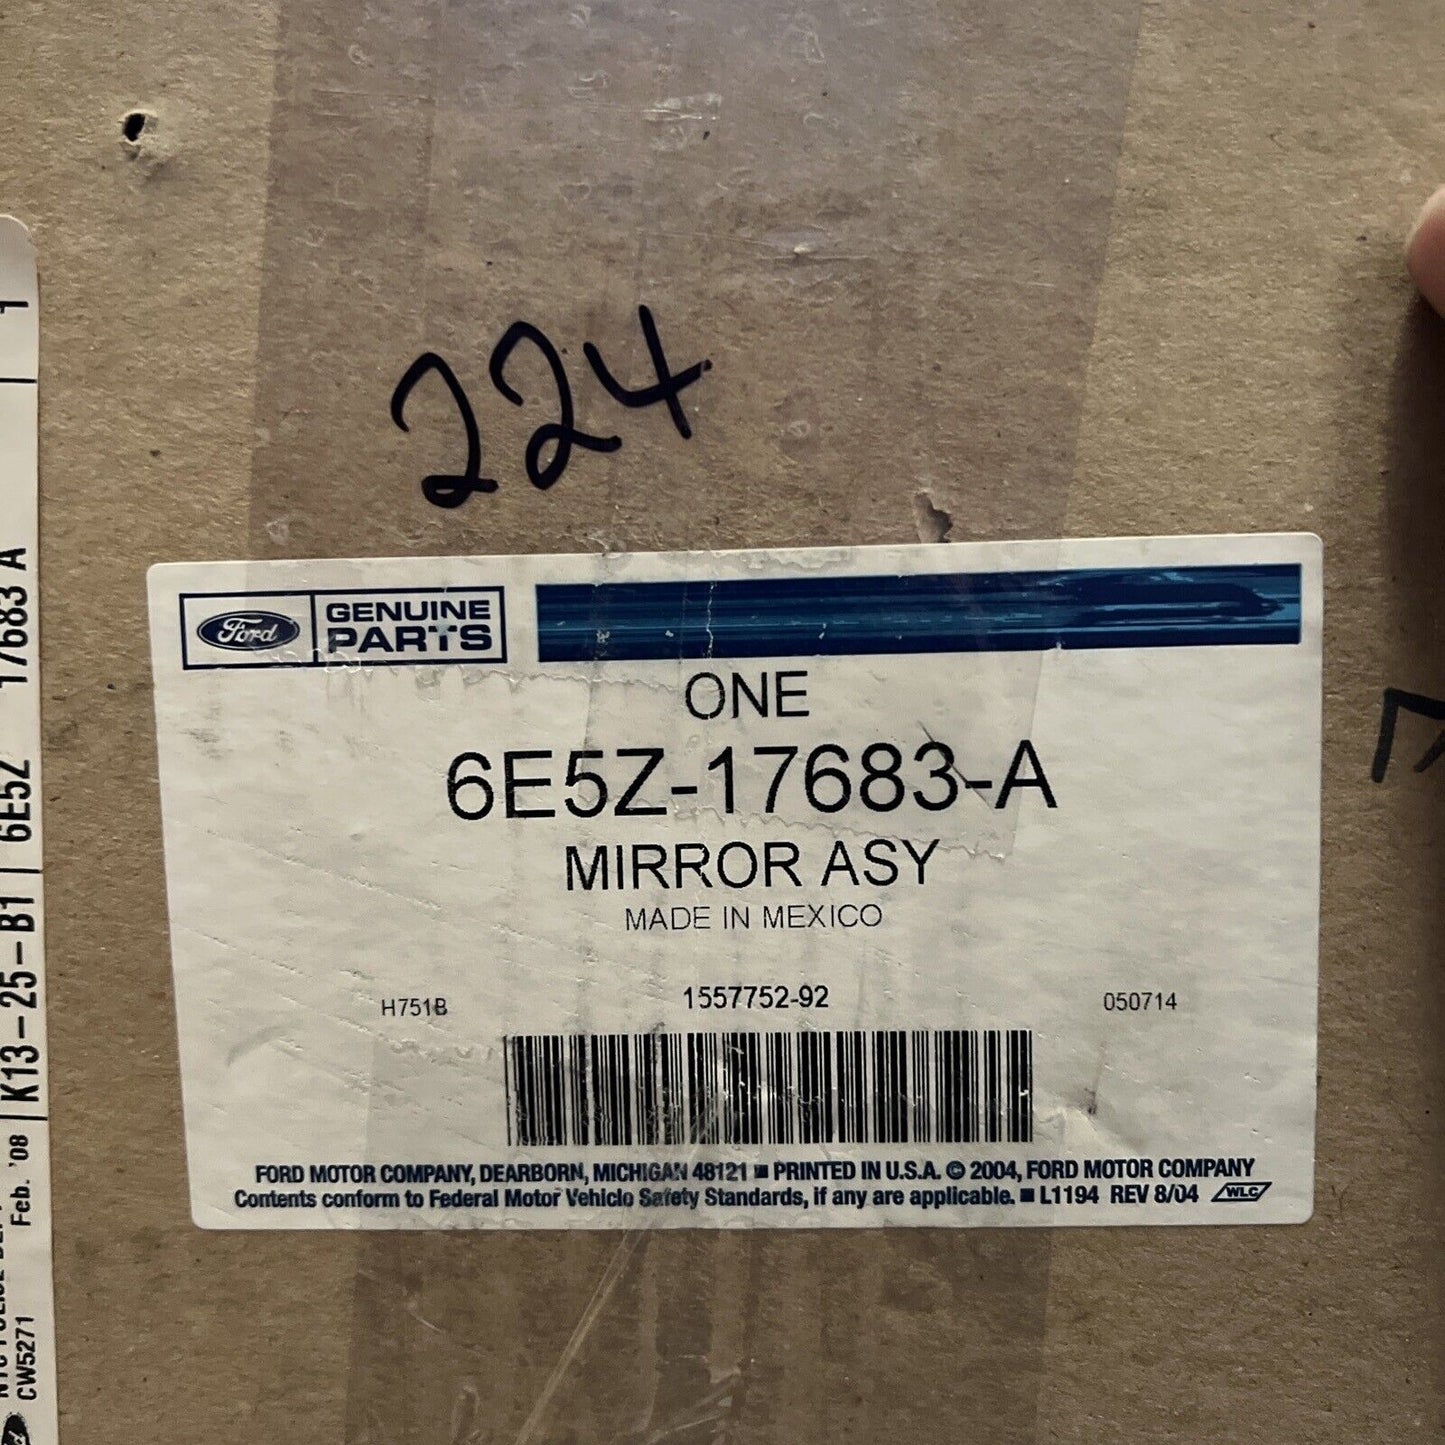 224
Ford GENUINE PARTS
ONE
6E5Z-17683-A
MIRROR ASY
MADE IN MEXICO
H751B 1557752-92 050714
FORD MOTOR COMPANY, DEARBORN, MICHIGAN 48121 ■ PRINTED IN U.S.A. © 2004, FORD MOTOR COMPANY
Contents conform to Federal Motor Vehicle Safety Standards, if any are applicable. ■ L1194 REV 8/04 WLC
K13-25-B1 6E5Z 17683 A 1
Feb. '08
CW5271